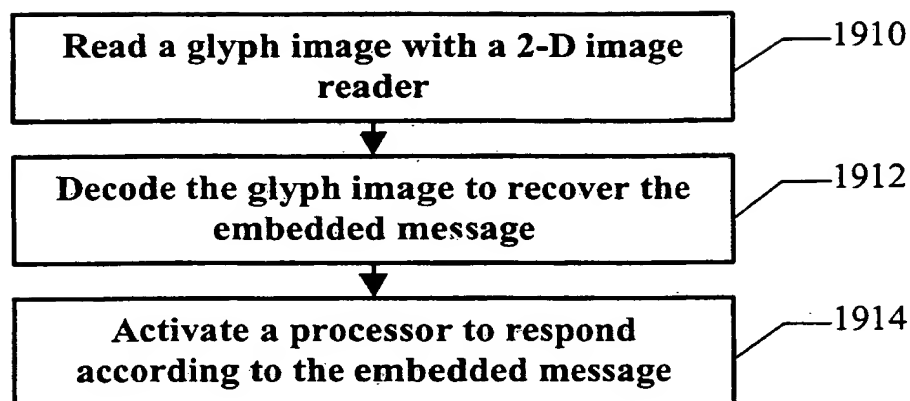 Read a glyph image with a 2-D image
reader
1910
Decode the glyph image to recover the
embedded message
1912
Activate a processor to respond
according to the embedded message
1914